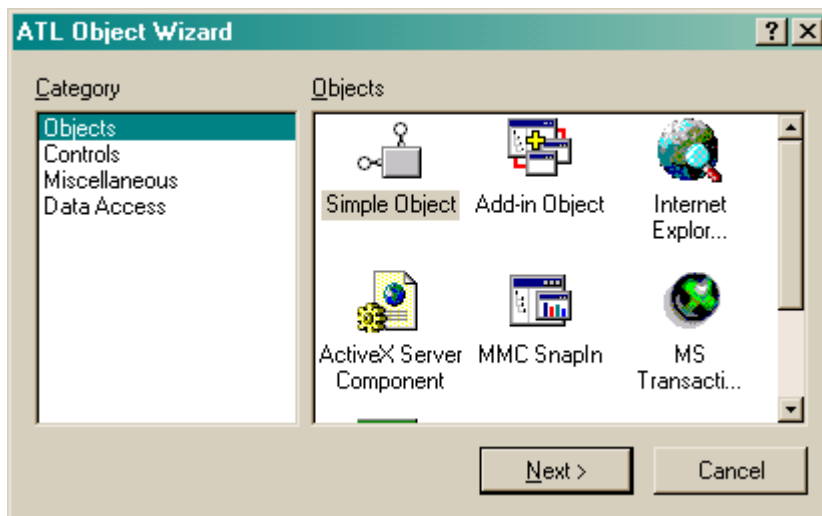 ATL Object Wizard
Category
Objects
Controls
Miscellaneous
Data Access
Objects
Simple Object
Add-in Object
Internet
Explor...
ActiveX Server
Component
MMC SnapIn
MS
Transacti...
Next >
Cancel